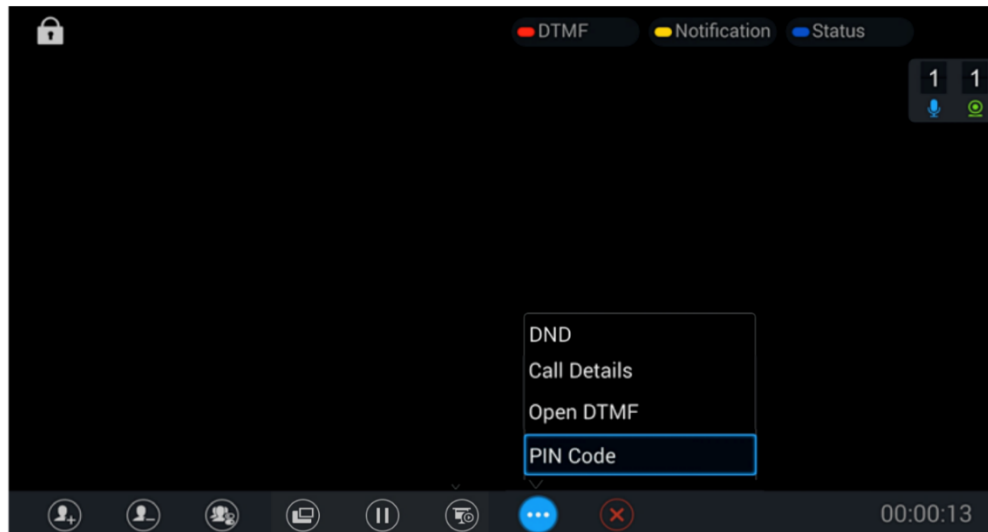 DTMF Notification Status
1 1
DND
Call Details
Open DTMF
PIN Code
00:00:13